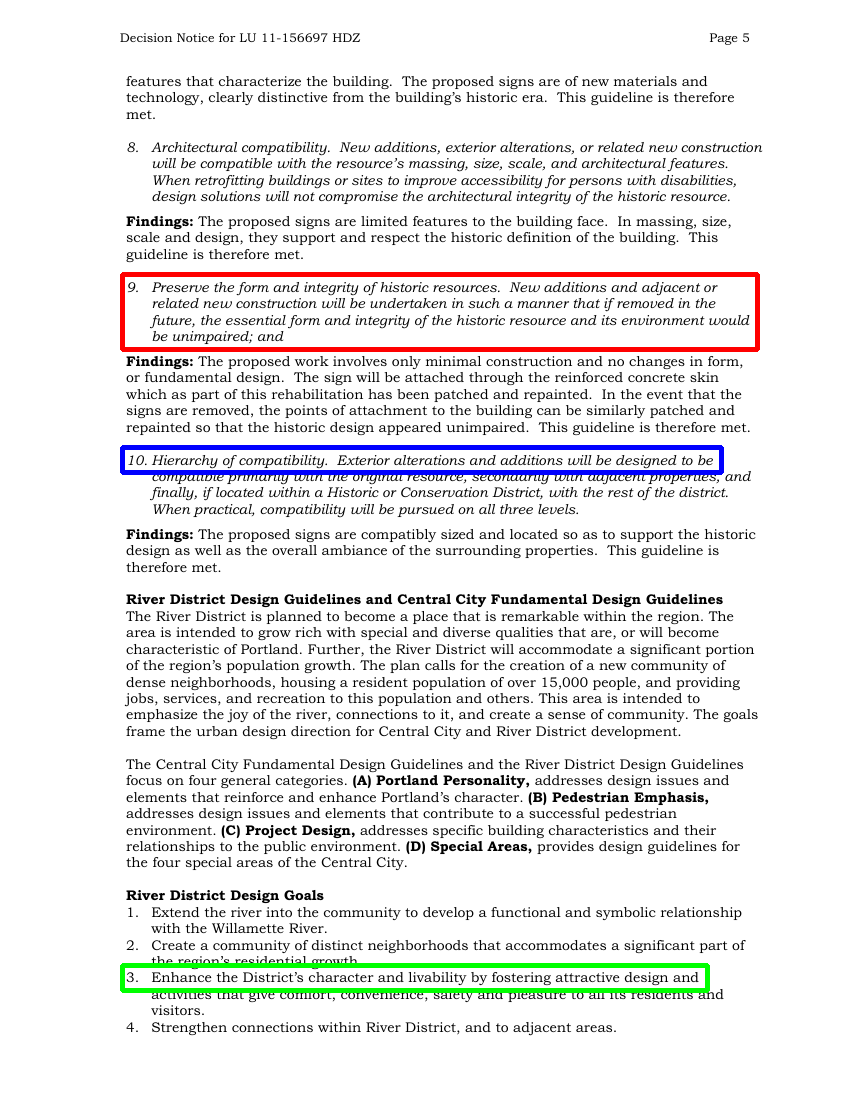 Decision Notice for LU 11-156697 HDZ Page 5
features that characterize the building.  The proposed signs are of new materials and
technology, clearly distinctive from the building's historic era.  This guideline is therefore
met.
8. Architectural compatibility.  New additions, exterior alterations, or related new construction
will be compatible with the resource's massing, size, scale, and architectural features.
When retrofitting buildings or sites to improve accessibility for persons with disabilities,
design solutions will not compromise the architectural integrity of the historic resource.
Findings: The proposed signs are limited features to the building face.  In massing, size,
scale and design, they support and respect the historic definition of the building.  This
guideline is therefore met.
9. Preserve the form and integrity of historic resources.  New additions and adjacent or
related new construction will be undertaken in such a manner that if removed in the
future, the essential form and integrity of the historic resource and its environment would
be unimpaired; and
Findings: The proposed work involves only minimal construction and no changes in form,
or fundamental design.  The sign will be attached through the reinforced concrete skin
which as part of this rehabilitation has been patched and repainted.  In the event that the
signs are removed, the points of attachment to the building can be similarly patched and
repainted so that the historic design appeared unimpaired.  This guideline is therefore met.
10. Hierarchy of compatibility.  Exterior alterations and additions will be designed to be
compatible primarily with the original resource, secondarily with adjacent properties, and
finally, if located within a Historic or Conservation District, with the rest of the district.
When practical, compatibility will be pursued on all three levels.
Findings: The proposed signs are compatibly sized and located so as to support the historic
design as well as the overall ambiance of the surrounding properties.  This guideline is
therefore met.
River District Design Guidelines and Central City Fundamental Design Guidelines
The River District is planned to become a place that is remarkable within the region. The
area is intended to grow rich with special and diverse qualities that are, or will become
characteristic of Portland. Further, the River District will accommodate a significant portion
of the region's population growth. The plan calls for the creation of a new community of
dense neighborhoods, housing a resident population of over 15,000 people, and providing
jobs, services, and recreation to this population and others. This area is intended to
emphasize the joy of the river, connections to it, and create a sense of community. The goals
frame the urban design direction for Central City and River District development.
The Central City Fundamental Design Guidelines and the River District Design Guidelines
focus on four general categories. (A) Portland Personality, addresses design issues and
elements that reinforce and enhance Portland's character. (B) Pedestrian Emphasis,
addresses design issues and elements that contribute to a successful pedestrian
environment. (C) Project Design, addresses specific building characteristics and their
relationships to the public environment. (D) Special Areas, provides design guidelines for
the four special areas of the Central City.
River District Design Goals
1. Extend the river into the community to develop a functional and symbolic relationship
with the Willamette River.
2. Create a community of distinct neighborhoods that accommodates a significant part of
the region's residential growth.
3. Enhance the District's character and livability by fostering attractive design and
activities that give comfort, convenience, safety and pleasure to all its residents and
visitors.
4. Strengthen connections within River District, and to adjacent areas.